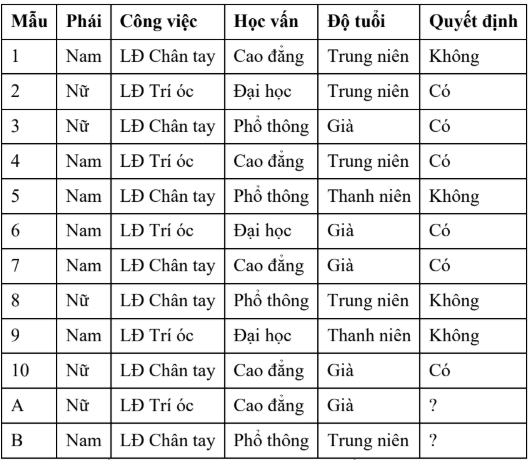 Mẫu Phái Công việc Học vấn Độ tuổi Quyết định
1 Nam LĐ Chân tay Cao đẳng Trung niên Không
2 Nữ LĐ Trí óc Đại học Trung niên Có
3 Nữ LĐ Chân tay Phổ thông Già Có
4 Nam LĐ Trí óc Cao đẳng Trung niên Có
5 Nam LĐ Chân tay Phổ thông Thanh niên Không
6 Nam LĐ Trí óc Đại học Già Có
7 Nam LĐ Chân tay Cao đẳng Già Có
8 Nữ LĐ Chân tay Phổ thông Trung niên Không
9 Nam LĐ Trí óc Đại học Thanh niên Không
10 Nữ LĐ Chân tay Cao đẳng Già Có
A Nữ LĐ Trí óc Cao đẳng Già ?
B Nam LĐ Chân tay Phổ thông Trung niên ?